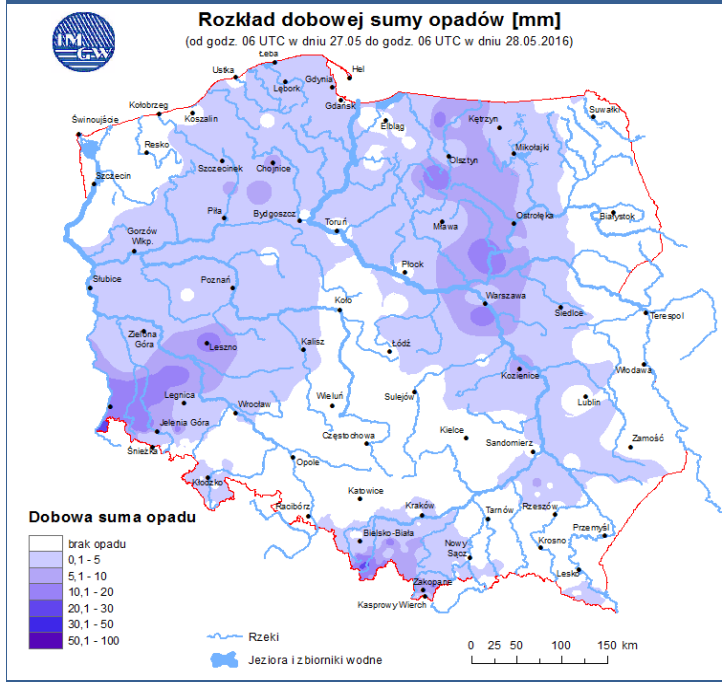 Rozkład dobowej sumy opadów [mm]
(od godz. 06 UTC w dniu 27.05 do godz. 06 UTC w dniu 28.05.2016)
IM
GW
Łeba
Ustka
Hel
Gdynia
Lębork
Gdańsk
Kołobrzeg
Koszalin
Świnoujście
Elbląg
Kętrzyn
Suwałki
Resko
Mikołajki
Szczecinek
Chojnice
Olsztyn
Szczecin
Piła
Bydgoszcz
Toruń
Mława
Ostrołęka
Białystok
Gorzów
Wlkp.
Płock
Słubice
Poznań
Koło
Warszawa
Siedlce
Terespol
Zielona
Góra
Leszno
Kalisz
Łódź
Kozienice
Włodawa
Legnica
Wrocław
Wieluń
Sulejów
Lublin
Jelenia Góra
Śnieżka
Częstochowa
Kielce
Sandomierz
Zamość
Opole
Kłodzko
Katowice
Racibórz
Kraków
Tarnów
Rzeszów
Bielsko-Biała
Nowy
Sącz
Krosno
Przemyśl
Lesko
Zakopane
Kasprowy Wierch
Dobowa suma opadu
brak opadu
0,1 - 5
5,1 - 10
10,1 - 20
20,1 - 30
30,1 - 50
50,1 - 100
Rzeki
Jeziora i zbiorniki wodne
0 25 50 100 150 km